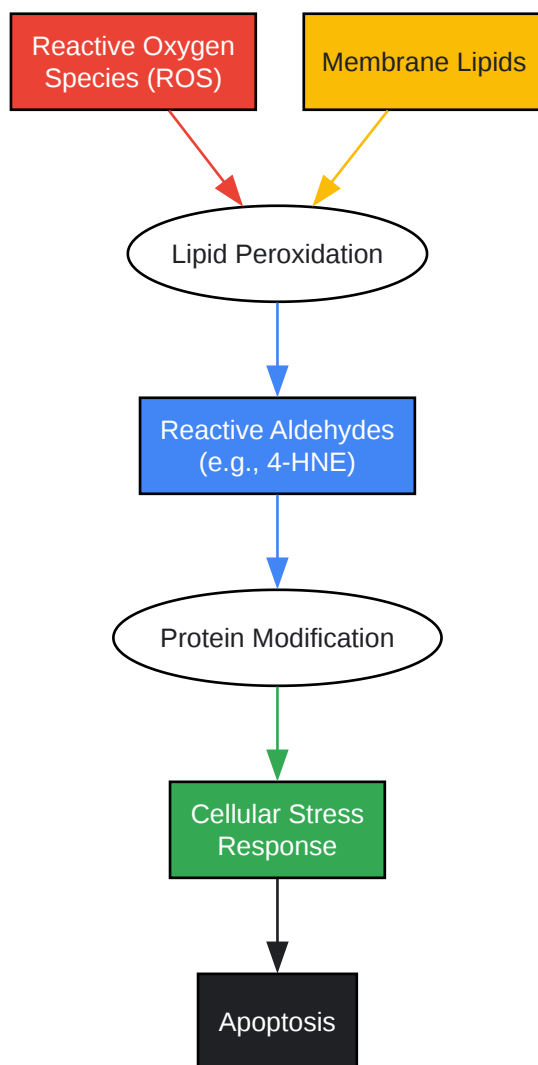 Reactive Oxygen
Species (ROS)
Membrane Lipids
Lipid Peroxidation
Reactive Aldehydes
(e.g., 4-HNE)
Protein Modification
Cellular Stress
Response
Apoptosis